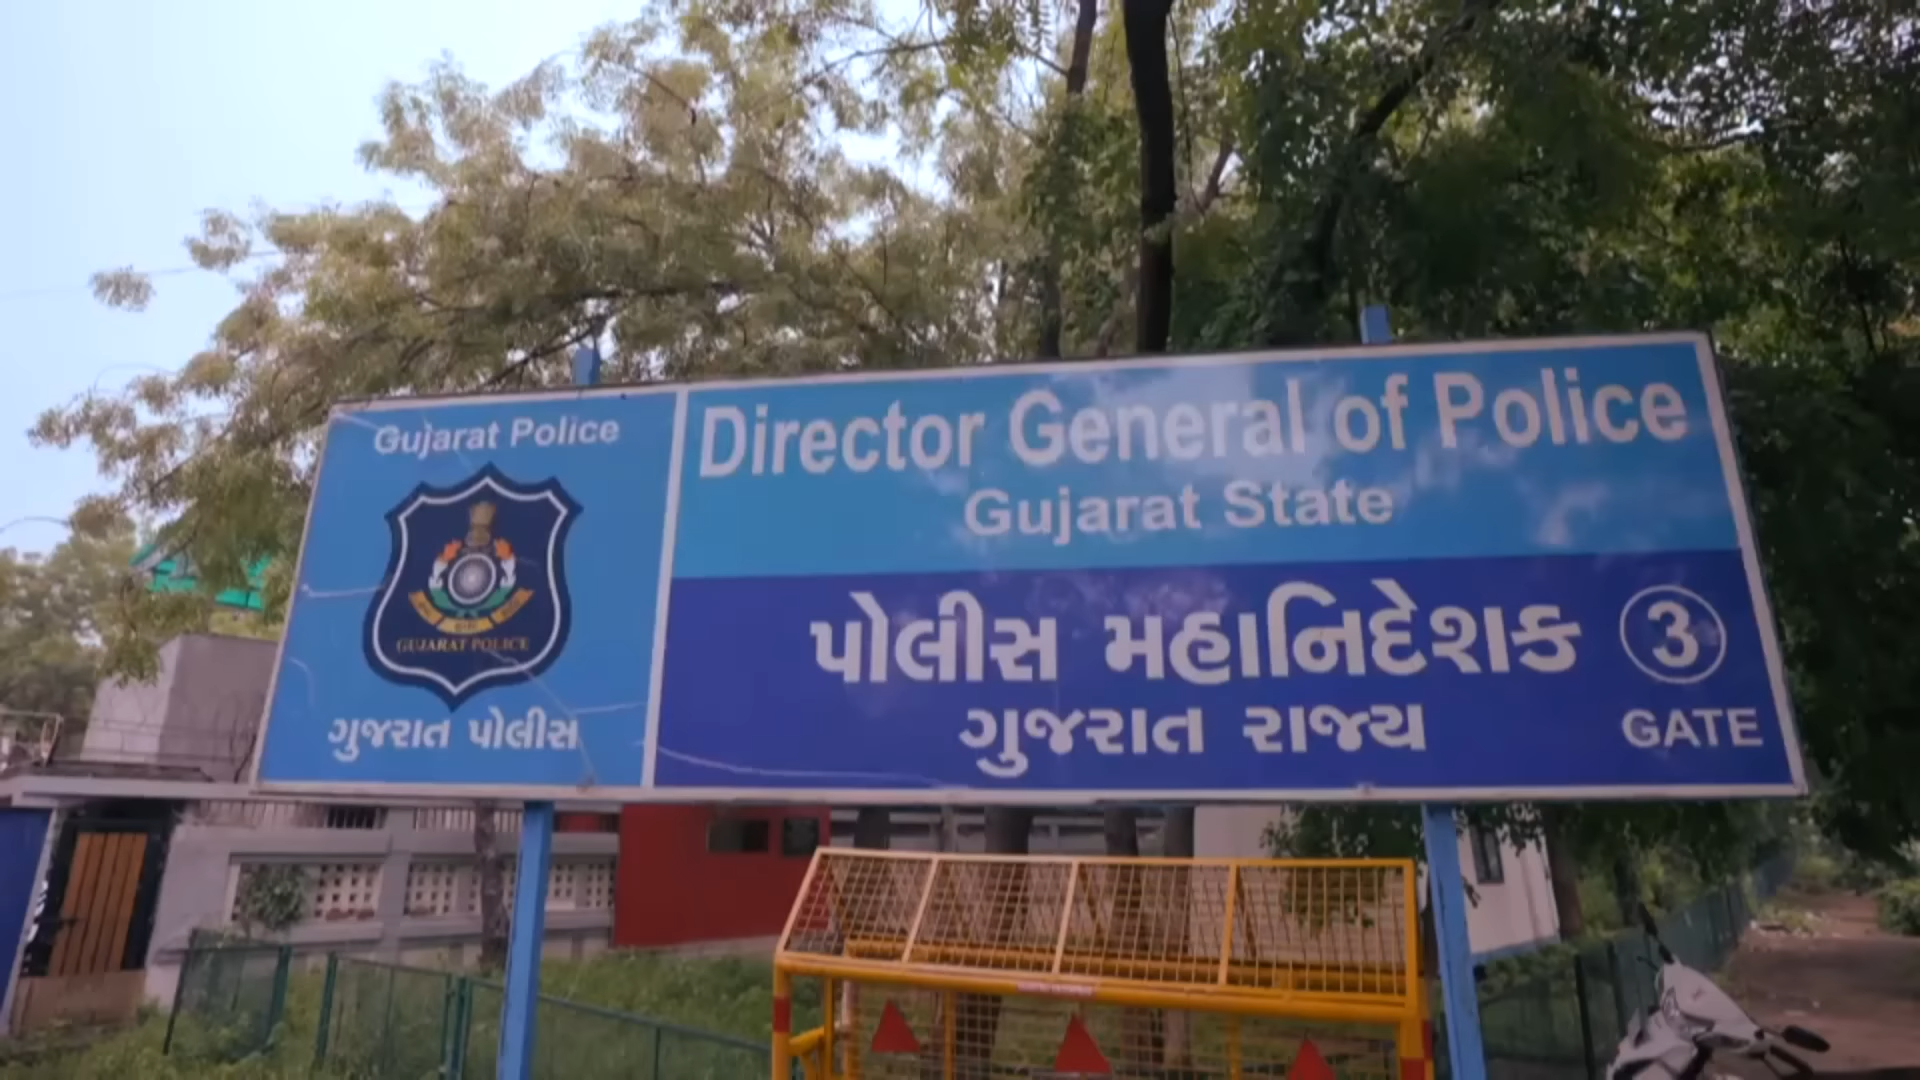 Gujarat Police
GUJARAT POLICE
ગુજરાત પોલીસ
Director General of Police
Gujarat State
પોલીસ મહાનિદેશક
ગુજરાત રાજ્ય
3
GATE